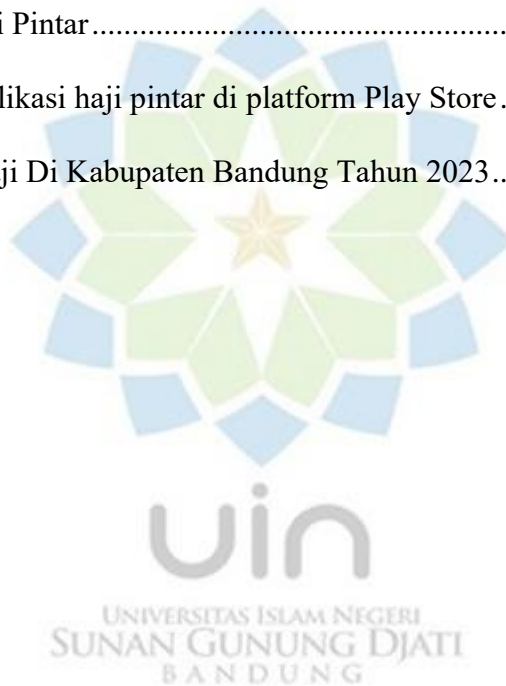 i Pintar.......................................................
likasi haji pintar di platform Play Store.
ji Di Kabupaten Bandung Tahun 2023..
uin
UNIVERSITAS ISLAM NEGERI
SUNAN GUNUNG DJATI
BANDUNG